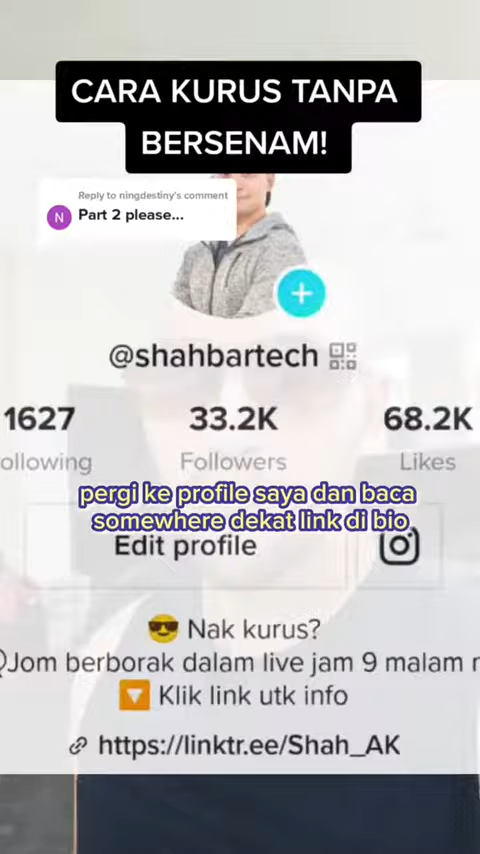 CARA KURUS TANPA
BERSENAM!
Reply to ningdestiny's comment
N
Part 2 please...
@shahbartech
1627
33.2K
68.2K
ollowing
Followers
Likes
pergi ke profile saya dan baca
somewhere dekat link di bio
Edit profile
😎 Nak kurus?
Jom berborak dalam live jam 9 malam
🔽 Klik link utk info
https://linktr.ee/Shah_AK